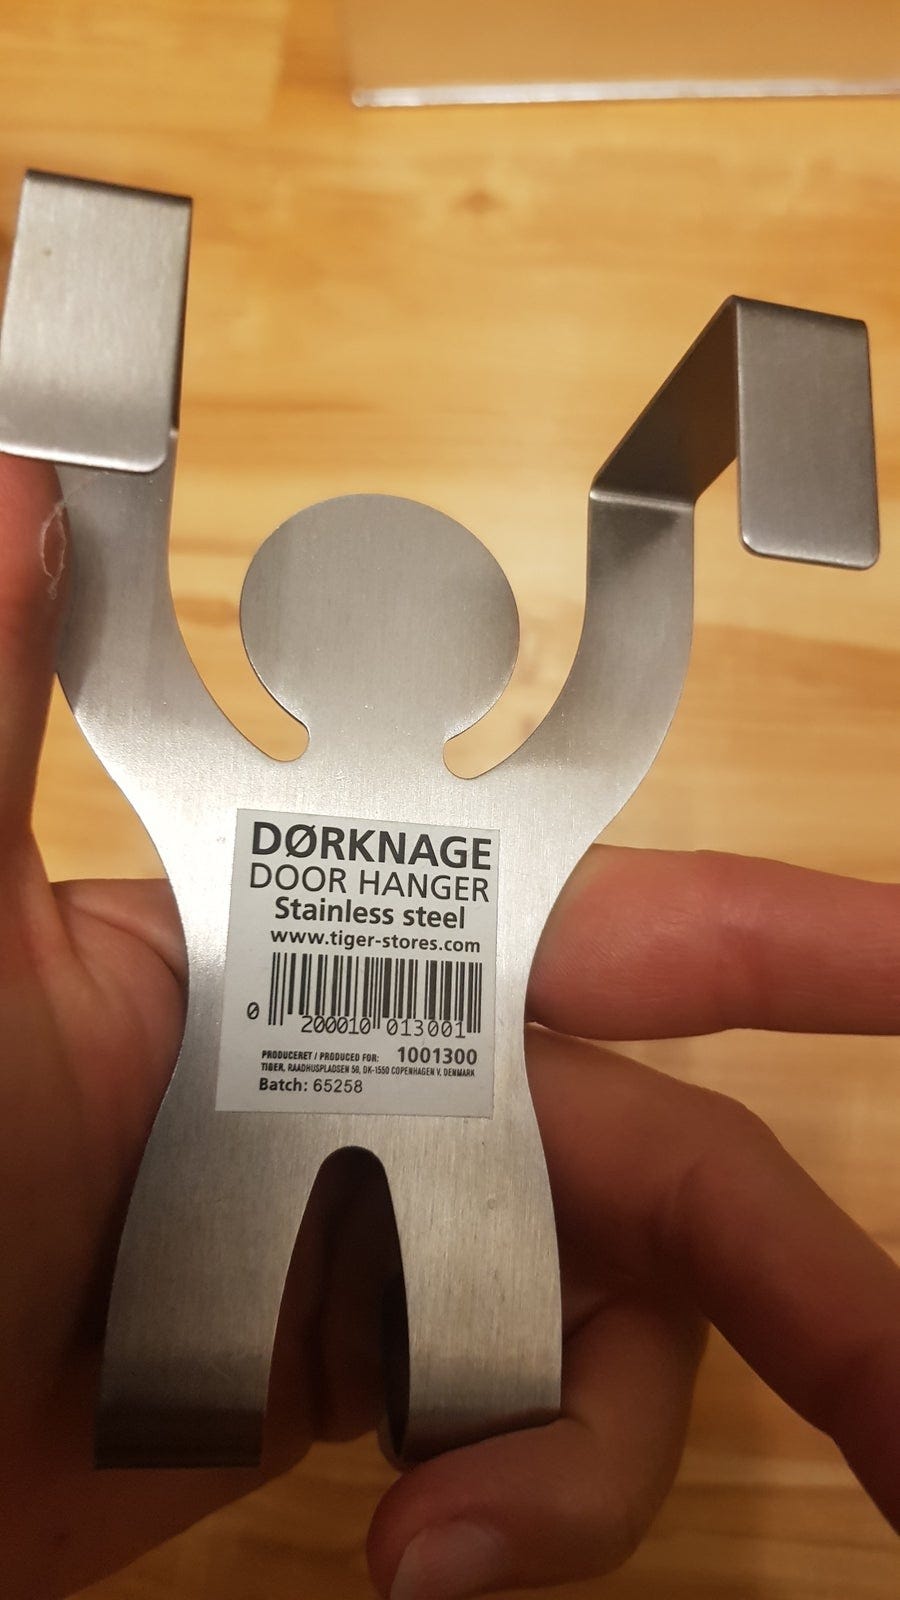 DØRKNAGE
DOOR HANGER
Stainless steel
www.tiger-stores.com
0 200010 013001
PRODUCERET / PRODUCED FOR: 1001300
TIGER, RAADHUSPLADSEN 59, DK-1550 COPENHAGEN V, DENMARK
Batch: 65258